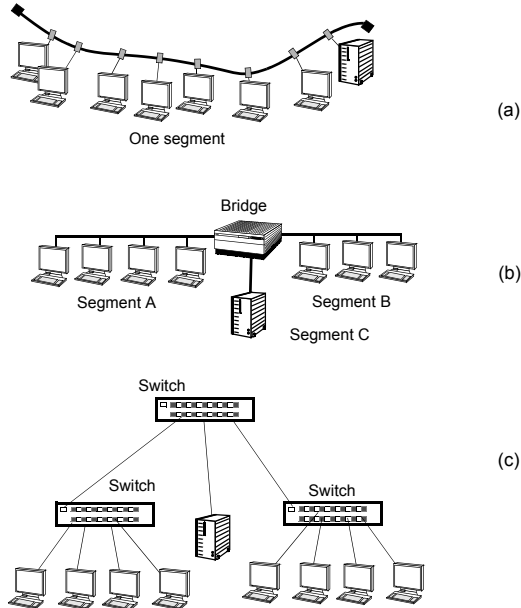 One segment
(a)
Bridge
Segment A
Segment B
(b)
Segment C
Switch
(c)
Switch
Switch